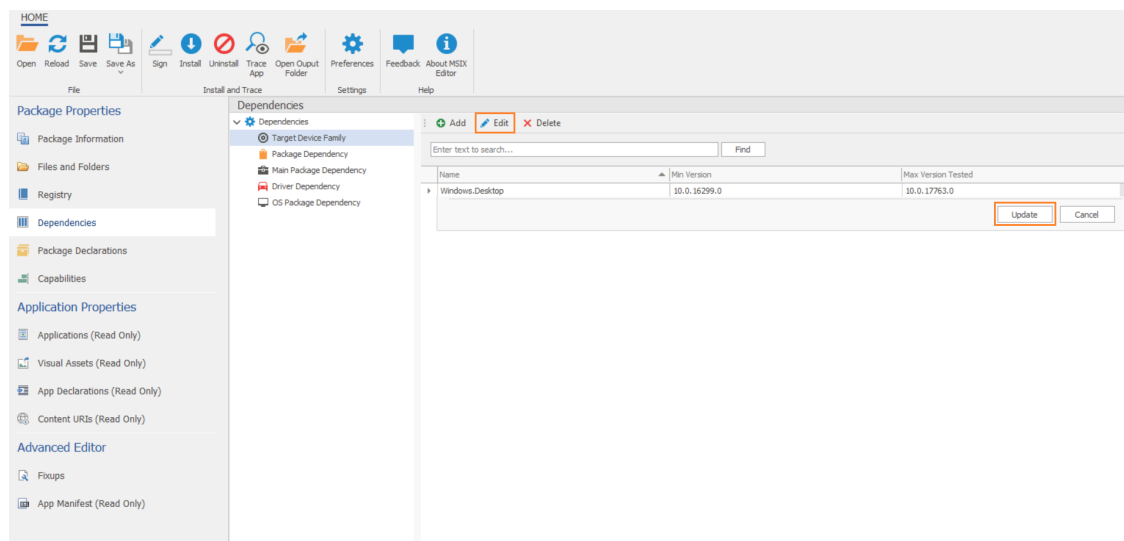 HOME
Open Reload Save Save As Sign Install Uninstall Trace App Open Ouput Folder Preferences Feedback About MSIX Editor
File Install and Trace Settings Help
Package Properties
Package Information
Files and Folders
Registry
Dependencies
Package Declarations
Capabilities
Application Properties
Applications (Read Only)
Visual Assets (Read Only)
App Declarations (Read Only)
Content URIs (Read Only)
Advanced Editor
Fixups
App Manifest (Read Only)
Dependencies
Dependencies
Target Device Family
Package Dependency
Main Package Dependency
Driver Dependency
OS Package Dependency
Add Edit Delete
Enter text to search... Find
Name Min Version Max Version Tested
Windows.Desktop 10.0.16299.0 10.0.17763.0
Update Cancel